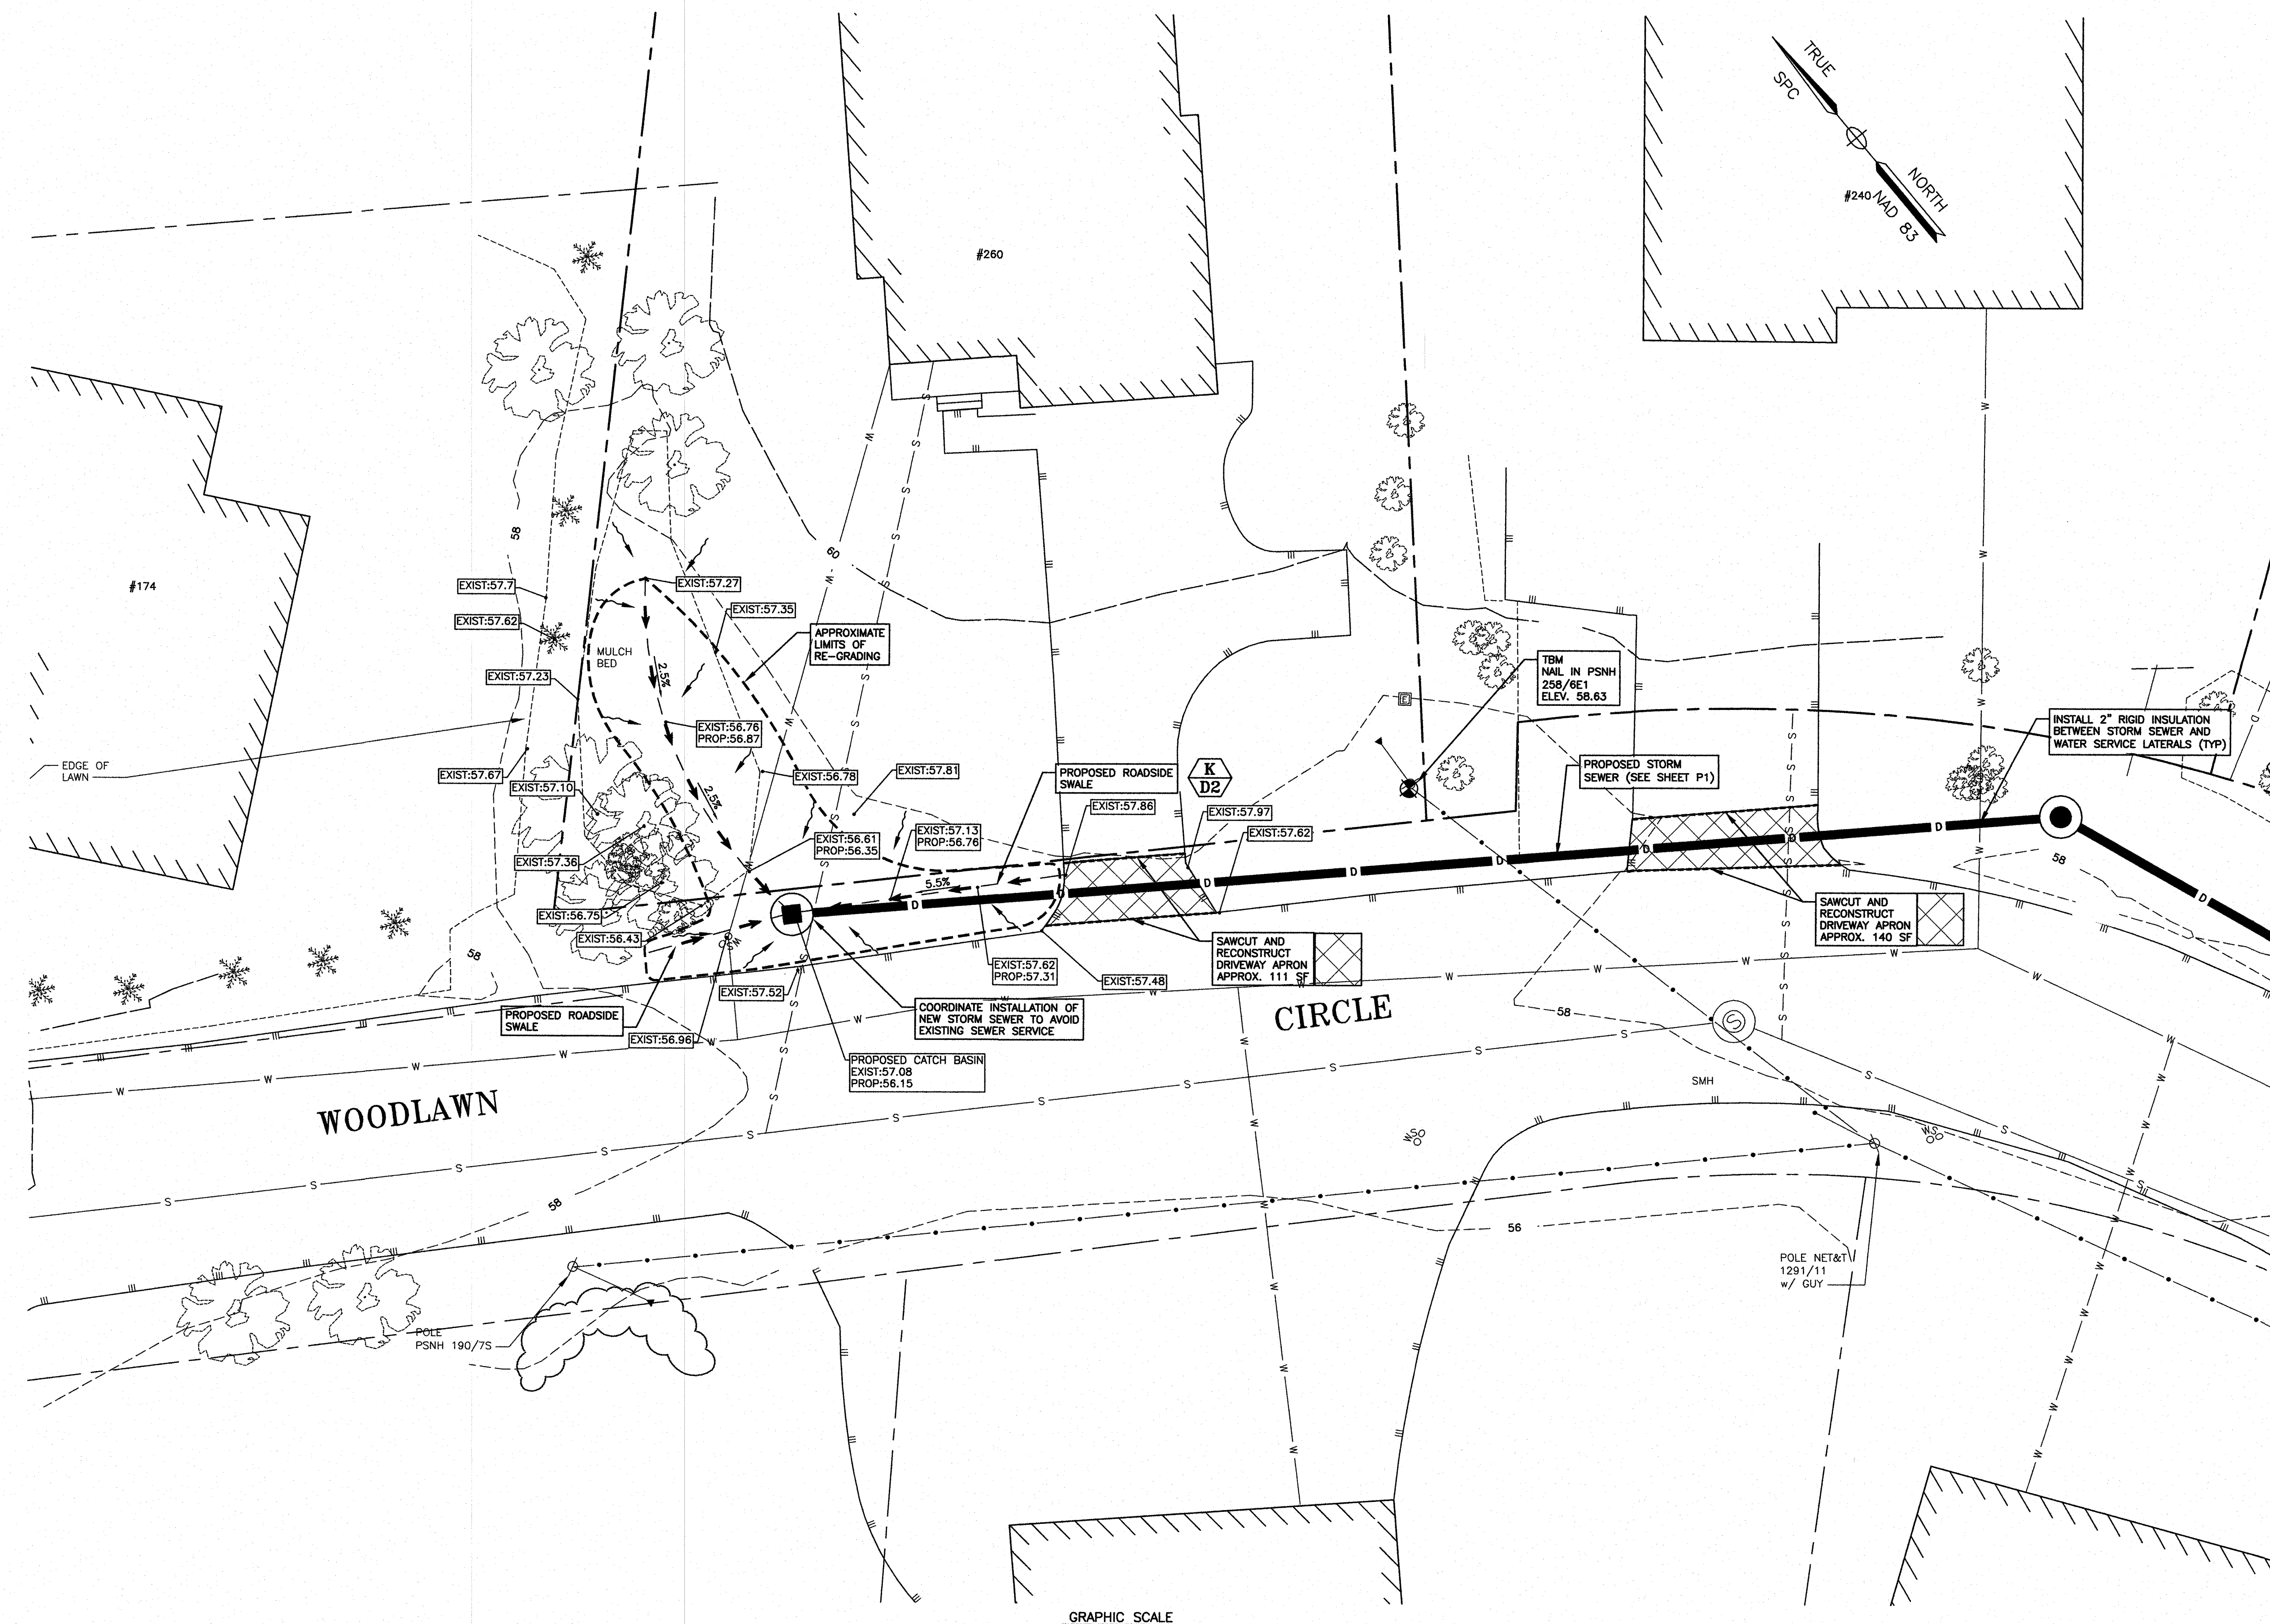 TRUE
SPC
NORTH
NAD 83
#240
#260
#174
58
60
EXIST:57.7
EXIST:57.27
EXIST:57.35
EXIST:57.62
MULCH
BED
APPROXIMATE
LIMITS OF
RE-GRADING
2.5%
EXIST:57.23
TBM
NAIL IN PSNH
258/6E1
ELEV. 58.63
EXIST:56.76
PROP:56.87
INSTALL 2" RIGID INSULATION
BETWEEN STORM SEWER AND
WATER SERVICE LATERALS (TYP)
EDGE OF
LAWN
EXIST:57.67
EXIST:57.10
2.5%
EXIST:56.78
EXIST:57.81
PROPOSED ROADSIDE
SWALE
K
D2
PROPOSED STORM
SEWER (SEE SHEET P1)
EXIST:57.86
EXIST:57.97
EXIST:57.62
EXIST:56.61
PROP:56.35
EXIST:57.13
PROP:56.76
EXIST:57.36
5.5%
58
EXIST:56.75
EXIST:56.43
WSO
58
SAWCUT AND
RECONSTRUCT
DRIVEWAY APRON
APPROX. 140 SF
SAWCUT AND
RECONSTRUCT
DRIVEWAY APRON
APPROX. 111 SF
EXIST:57.62
PROP:57.31
EXIST:57.48
EXIST:57.52
PROPOSED ROADSIDE
SWALE
COORDINATE INSTALLATION OF
NEW STORM SEWER TO AVOID
EXISTING SEWER SERVICE
CIRCLE
58
EXIST:56.96
PROPOSED CATCH BASIN
EXIST:57.08
PROP:56.15
WOODLAWN
S
SMH
WSO
WSO
58
56
POLE NET&T
1291/11
w/ GUY
POLE
PSNH 190/7S
D D D D D D D D D
W W W W W W
S S S S S S
GRAPHIC SCALE